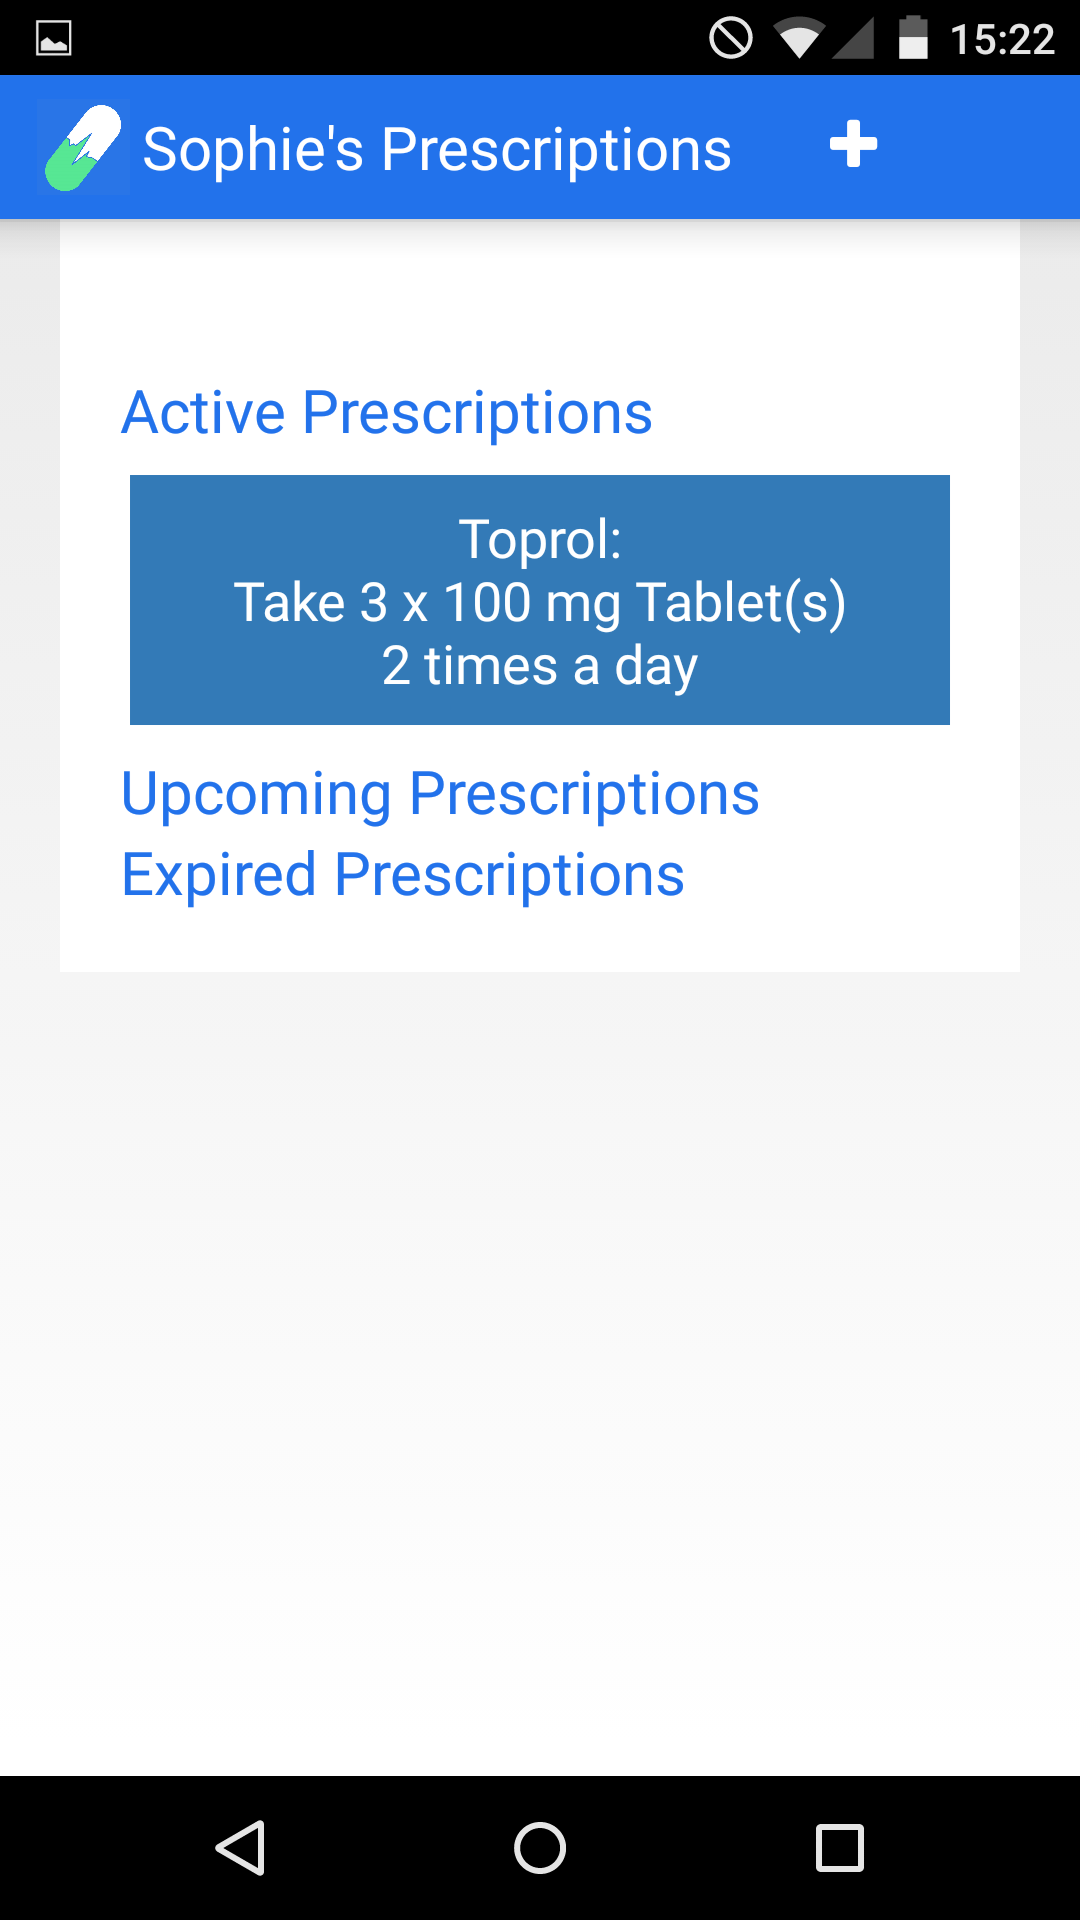 15:22
Sophie's Prescriptions
Active Prescriptions
Toprol:
Take 3 x 100 mg Tablet(s)
2 times a day
Upcoming Prescriptions
Expired Prescriptions